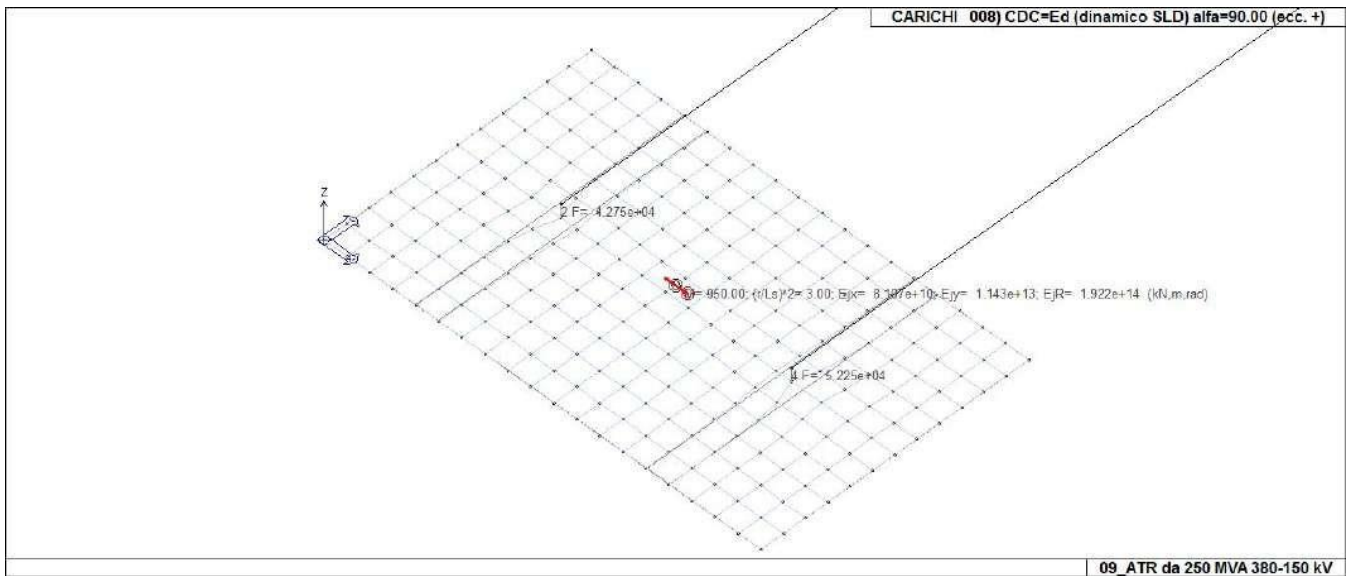 CARICHI 008) CDC=Ed (dinamico SLD) alfa=90.00 (ecc. +)
Z
2 F= 4.275e+04
M= 950.00; (r/Ls)^2= 3.00; Ejx= 8.107e+10; Ejy= 1.143e+13; EjR= 1.922e+14 (kN,m,rad)
4 F= 5.225e+04
09_ATR da 250 MVA 380-150 kV